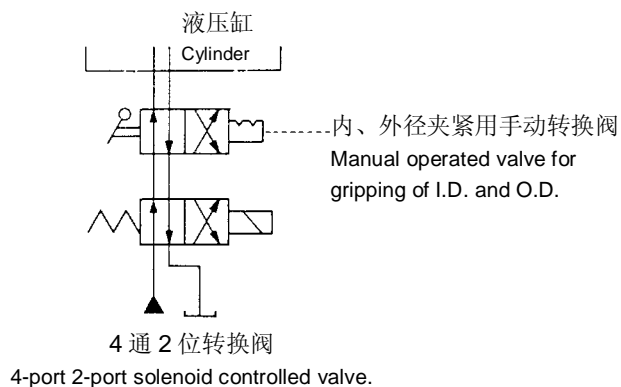 液压缸
Cylinder
内、外径夹紧用手动转换阀
Manual operated valve for
gripping of I.D. and O.D.
4 通 2 位转换阀
4-port 2-port solenoid controlled valve.